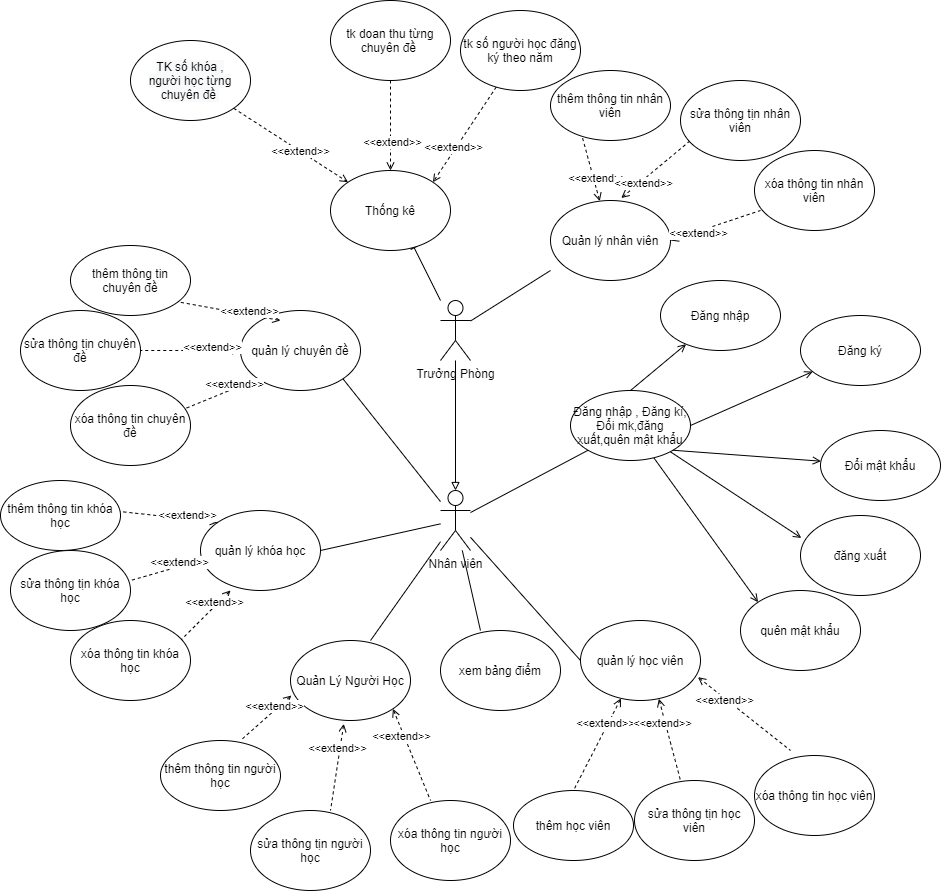 tk doan thu từng
chuyên đề
tk số người học đăng
ký theo năm
TK số khóa ,
người học từng
chuyên đề
thêm thông tin nhân
viên
sửa thông tin nhân
viên
<<extend>>
<<extend>>
<<extend>>
<<extend>>
<<extend>>
xóa thông tin nhân
viên
Thống kê
Quản lý nhân viên
<<extend>>
thêm thông tin
chuyên đề
<<extend>>
Đăng nhập
sửa thông tin chuyên
đề
<<extend>>
quản lý chuyên đề
Đăng ký
Trưởng Phòng
<<extend>>
xóa thông tin chuyên
đề
Đăng nhập , Đăng kí,
Đổi mk,đăng
xuất,quên mật khẩu
Đổi mật khẩu
thêm thông tin khóa
học
<<extend>>
quản lý khóa học
Nhân viên
đăng xuất
sửa thông tin khóa
học
<<extend>>
<<extend>>
xóa thông tin khóa
học
quên mật khẩu
Quản Lý Người Học
xem bảng điểm
quản lý học viên
<<extend>>
<<extend>>
<<extend>>
<<extend>>
<<extend>>
<<extend>>
thêm thông tin người
học
xóa thông tin học viên
sửa thông tin người
học
xóa thông tin người
học
thêm học viên
sửa thông tin học
viên